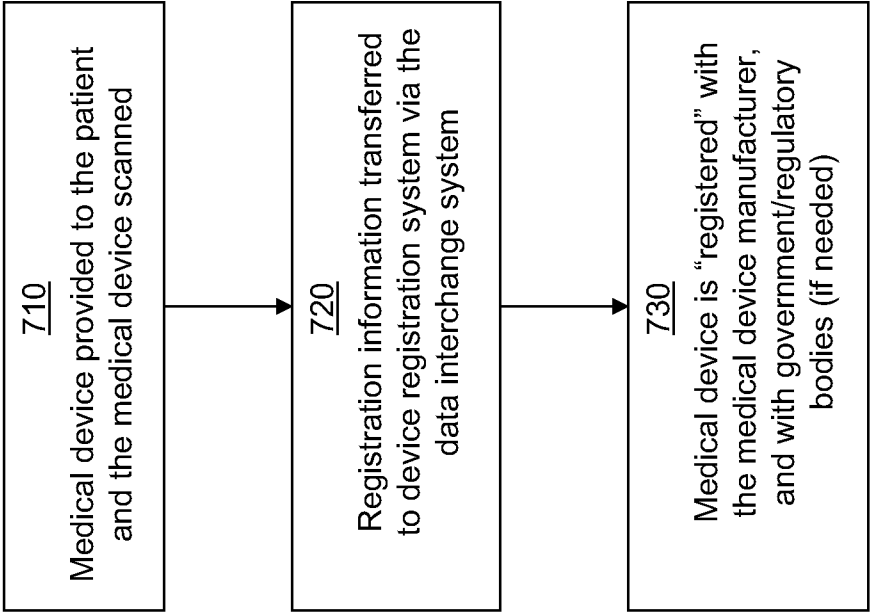 710
Medical device provided to the patient
and the medical device scanned
720
Registration information transferred
to device registration system via the
data interchange system
730
Medical device is “registered” with
the medical device manufacturer,
and with government/regulatory
bodies (if needed)